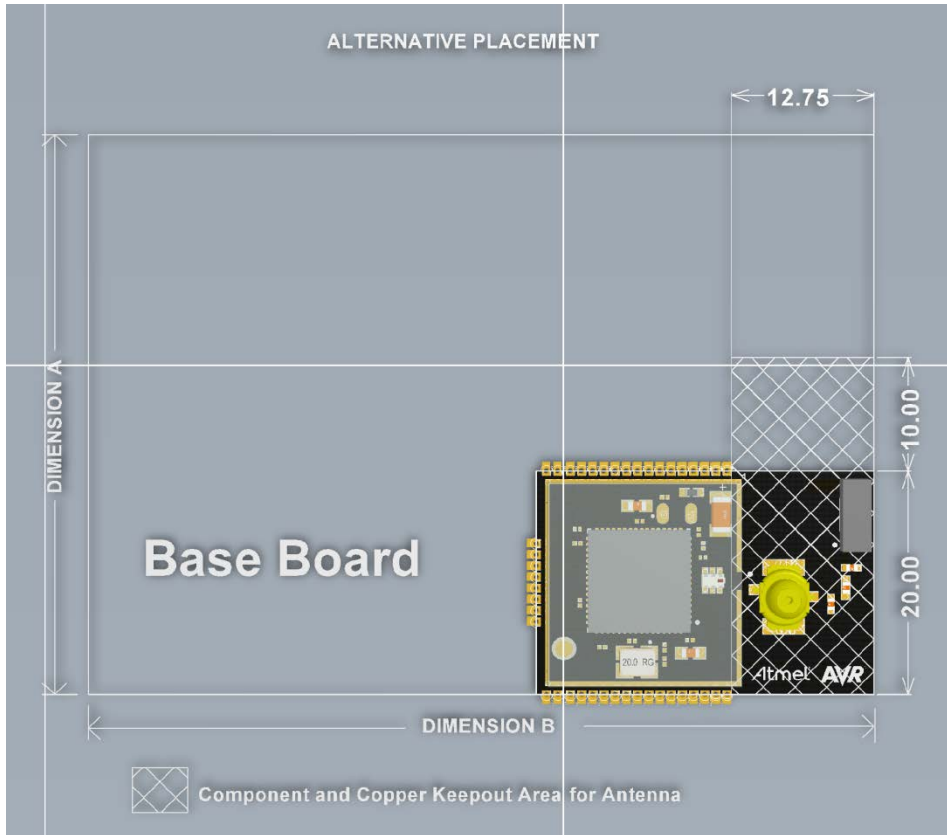 ALTERNATIVE PLACEMENT
12.75
DIMENSION A
10.00
Base Board
20.00
20.0 RG
Atmel AVR
DIMENSION B
Component and Copper Keepout Area for Antenna